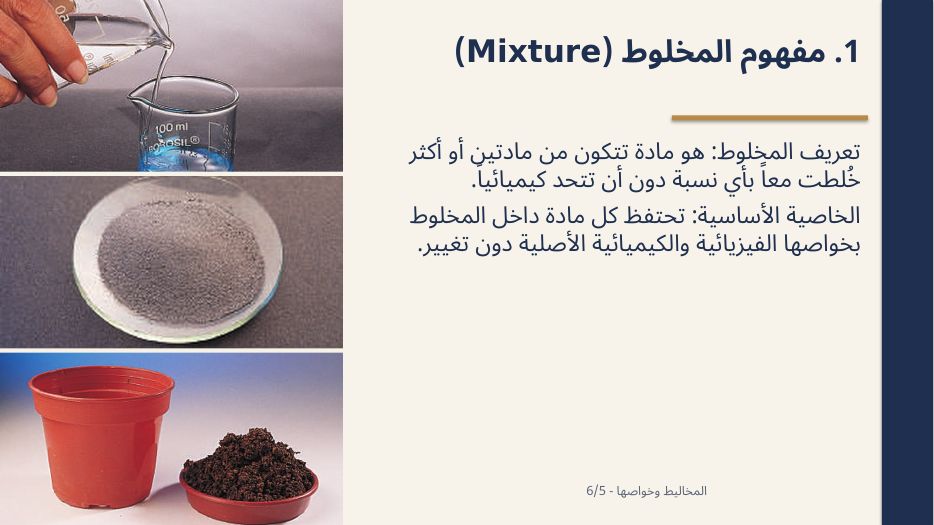 1. مفهوم المخلوط (Mixture)
تعريف المخلوط: هو مادة تتكون من مادتين أو أكثر
خُلطت معاً بأي نسبة دون أن تتحد كيميائياً.
الخاصية الأساسية: تحتفظ كل مادة داخل المخلوط
بخواصها الفيزيائية والكيميائية الأصلية دون تغيير.
100 ml
BOROSIL®
50
المخاليط وخواصها - 6/5